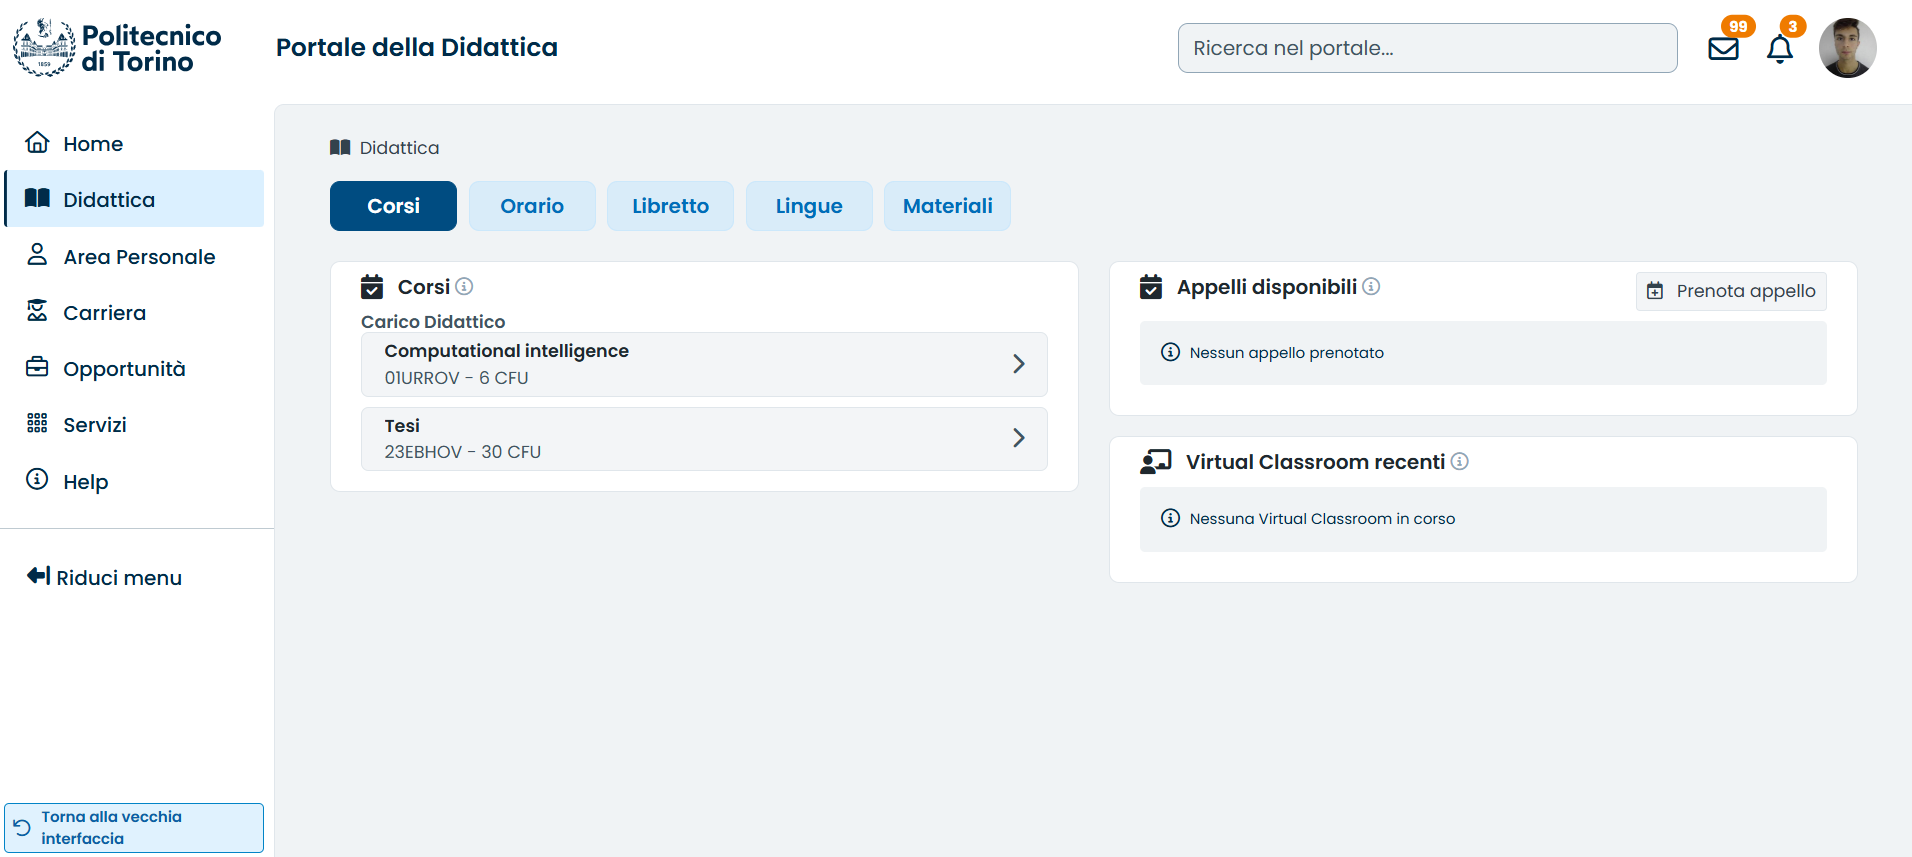 Politecnico
di Torino
1859
Portale della Didattica
Ricerca nel portale...
99
3
Home
Didattica
Area Personale
Carriera
Opportunità
Servizi
Help
Riduci menu
Torna alla vecchia
interfaccia
Didattica
Corsi
Orario
Libretto
Lingue
Materiali
Corsi
Carico Didattico
Computational intelligence
01URROV - 6 CFU
Tesi
23EBHOV - 30 CFU
Appelli disponibili
Prenota appello
Nessun appello prenotato
Virtual Classroom recenti
Nessuna Virtual Classroom in corso